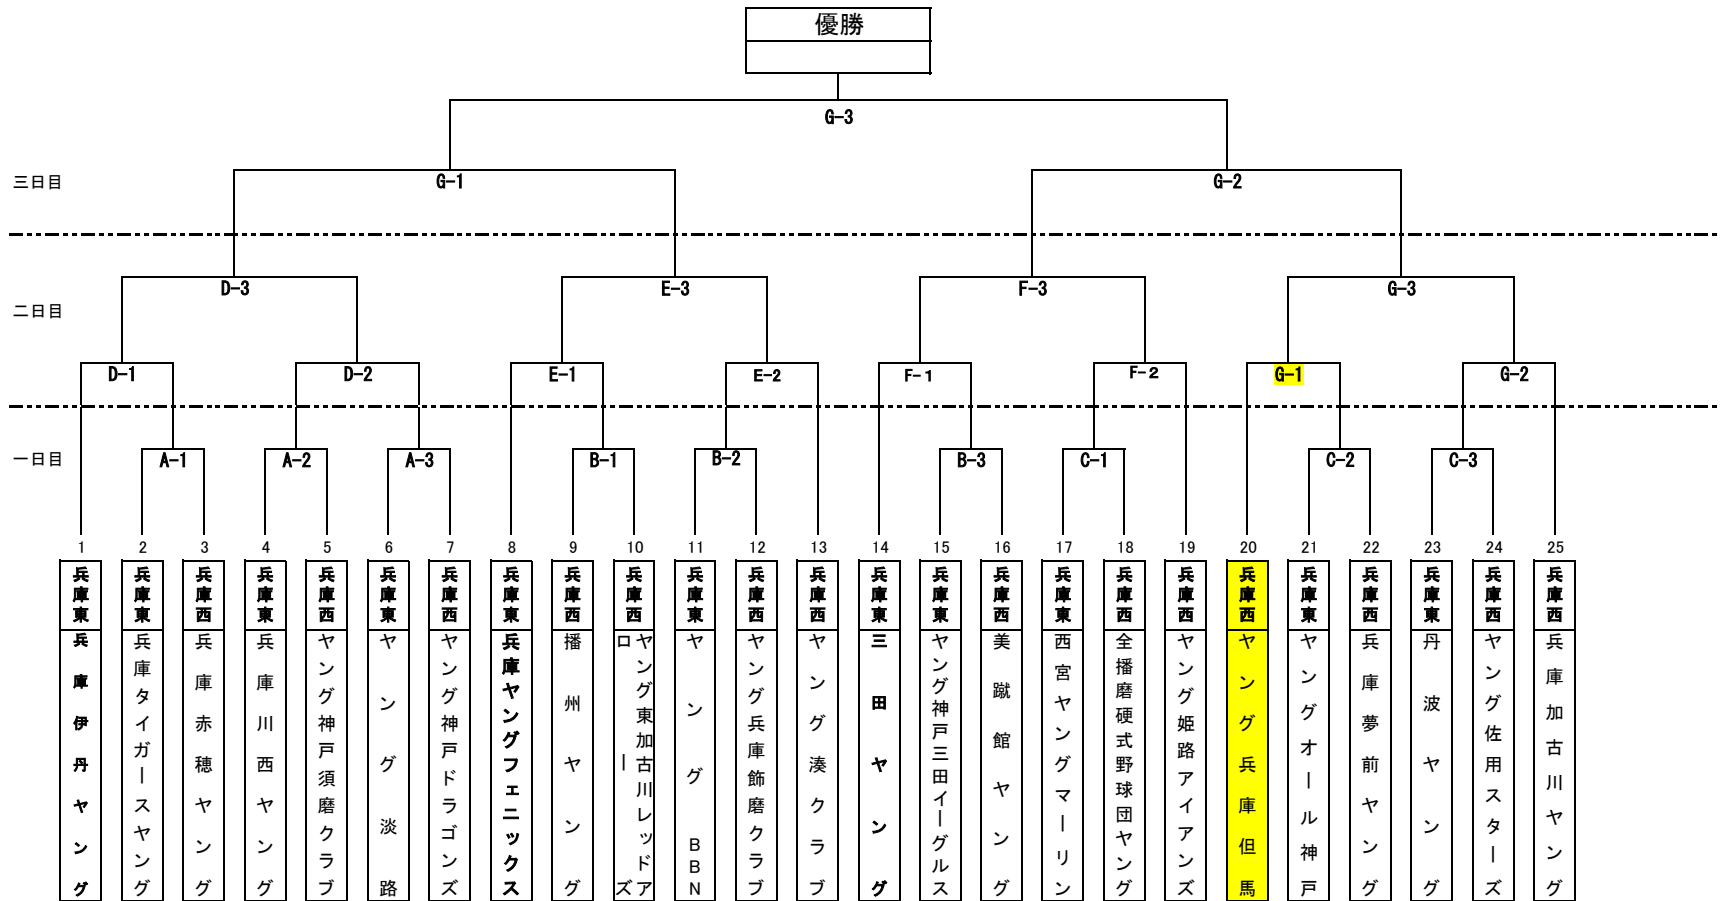 優勝
G-3
三日目
G-1
G-2
二日目
D-3
E-3
F-3
G-3
D-1
D-2
E-1
E-2
F-1
F-2
G-1
G-2
一日目
A-1
A-2
A-3
B-1
B-2
B-3
C-1
C-2
C-3
1
2
3
4
5
6
7
8
9
10
11
12
13
14
15
16
17
18
19
20
21
22
23
24
25
兵庫東
兵庫東
兵庫西
兵庫東
兵庫西
兵庫東
兵庫西
兵庫東
兵庫西
兵庫西
兵庫東
兵庫西
兵庫西
兵庫東
兵庫西
兵庫西
兵庫東
兵庫西
兵庫西
兵庫西
兵庫東
兵庫西
兵庫東
兵庫西
兵庫西
兵庫伊丹ヤング
兵庫タイガースヤング
兵庫赤穂ヤング
兵庫川西ヤング
ヤング神戸須磨クラブ
ヤング淡路
ヤング神戸ドラゴンズ
兵庫ヤングフェニックス
播州ヤング
ヤング東加古川レッドア
ローズ
ヤングBBN
ヤング兵庫飾磨クラブ
ヤング湊クラブ
三田ヤング
ヤング神戸三田イーグルス
美蹴館ヤング
西宮ヤングマーリン
全播磨硬式野球団ヤング
ヤング姫路アイアンズ
ヤング兵庫但馬
ヤングオール神戸
兵庫夢前ヤング
丹波ヤング
ヤング佐用スターズ
兵庫加古川ヤング